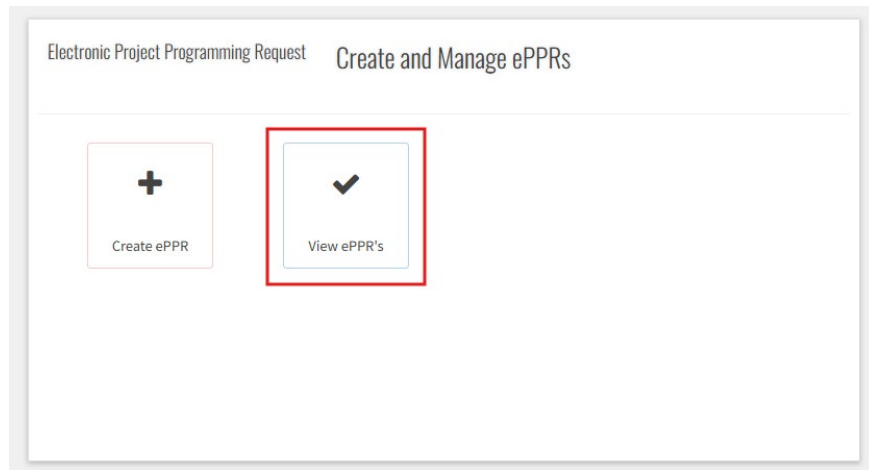 Electronic Project Programming Request Create and Manage ePPRs
Create ePPR View ePPR's